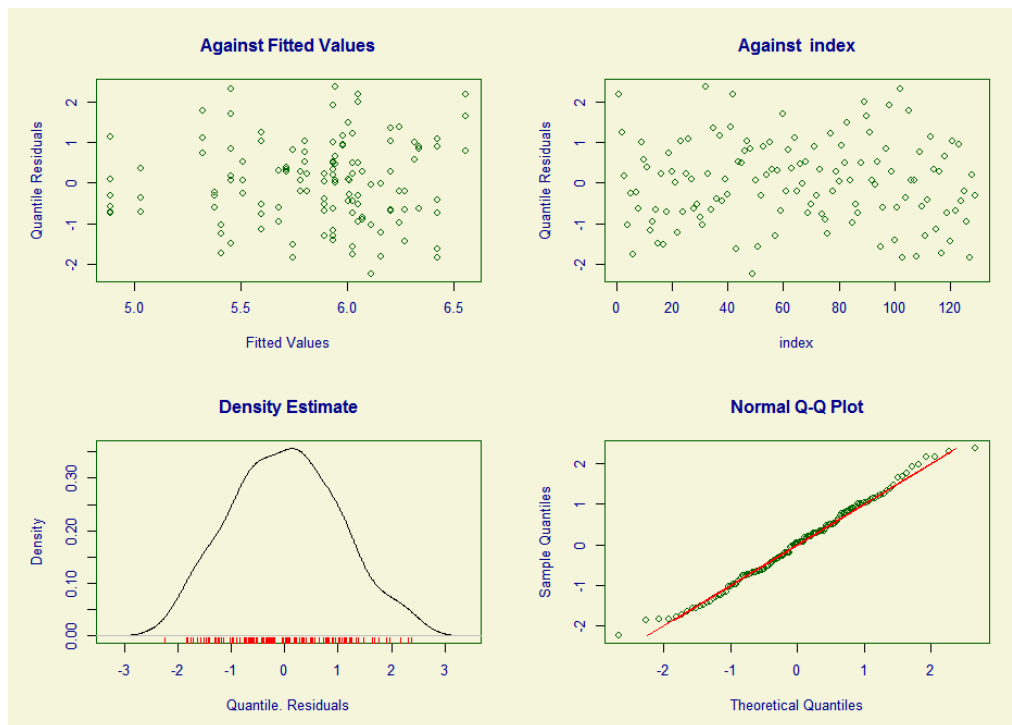 Against Fitted Values
Quantile Residuals
2
1
0
-1
-2
5.0 5.5 6.0 6.5
Fitted Values
Against index
Quantile Residuals
2
1
0
-1
-2
0 20 40 60 80 100 120
index
Density Estimate
Density
0.30
0.20
0.10
0.00
-3 -2 -1 0 1 2 3
Quantile. Residuals
Normal Q-Q Plot
Sample Quantiles
2
1
0
-1
-2
-2 -1 0 1 2
Theoretical Quantiles